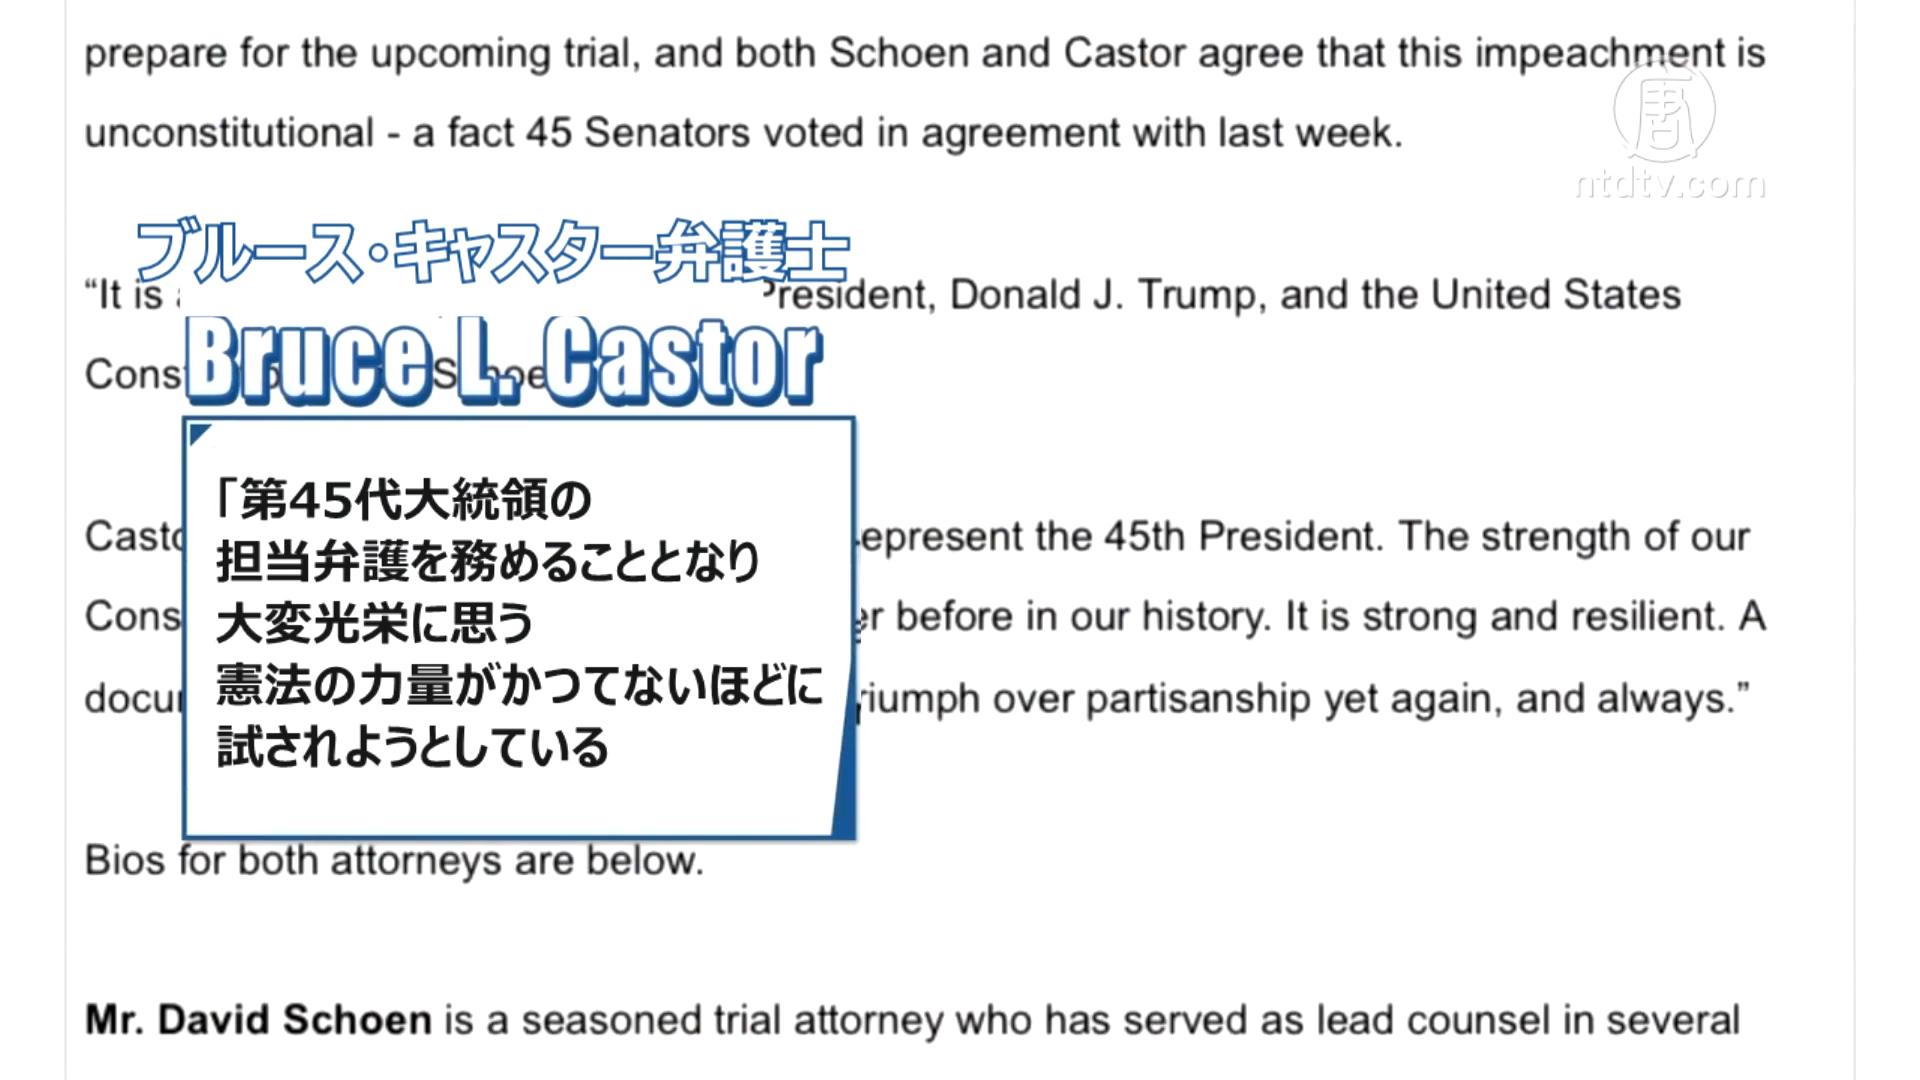 prepare for the upcoming trial, and both Schoen and Castor agree that this impeachment is
unconstitutional - a fact 45 Senators voted in agreement with last week.
唐
ntdtv.com
ブルース・キャスター弁護士
“It is President, Donald J. Trump, and the United States
Bruce L. Castor
「第45代大統領の
担当弁護を務めることとなり
大変光栄に思う
憲法の力量がかつてないほどに
試されようとしている
represent the 45th President. The strength of our
before in our history. It is strong and resilient. A
triumph over partisanship yet again, and always.”
Bios for both attorneys are below.
Mr. David Schoen is a seasoned trial attorney who has served as lead counsel in several